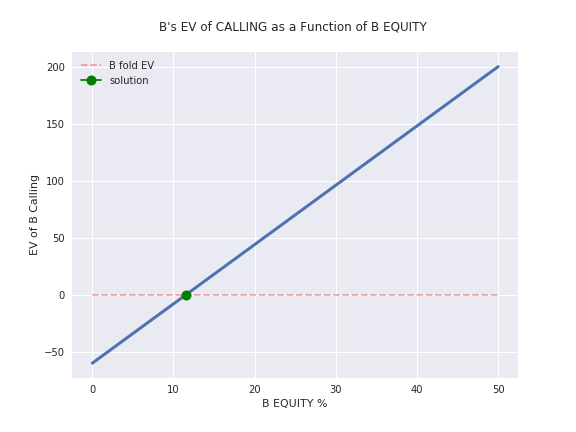 B's EV of CALLING as a Function of B EQUITY
B fold EV
solution
200
150
100
50
0
−50
EV of B Calling
0 10 20 30 40 50
B EQUITY %